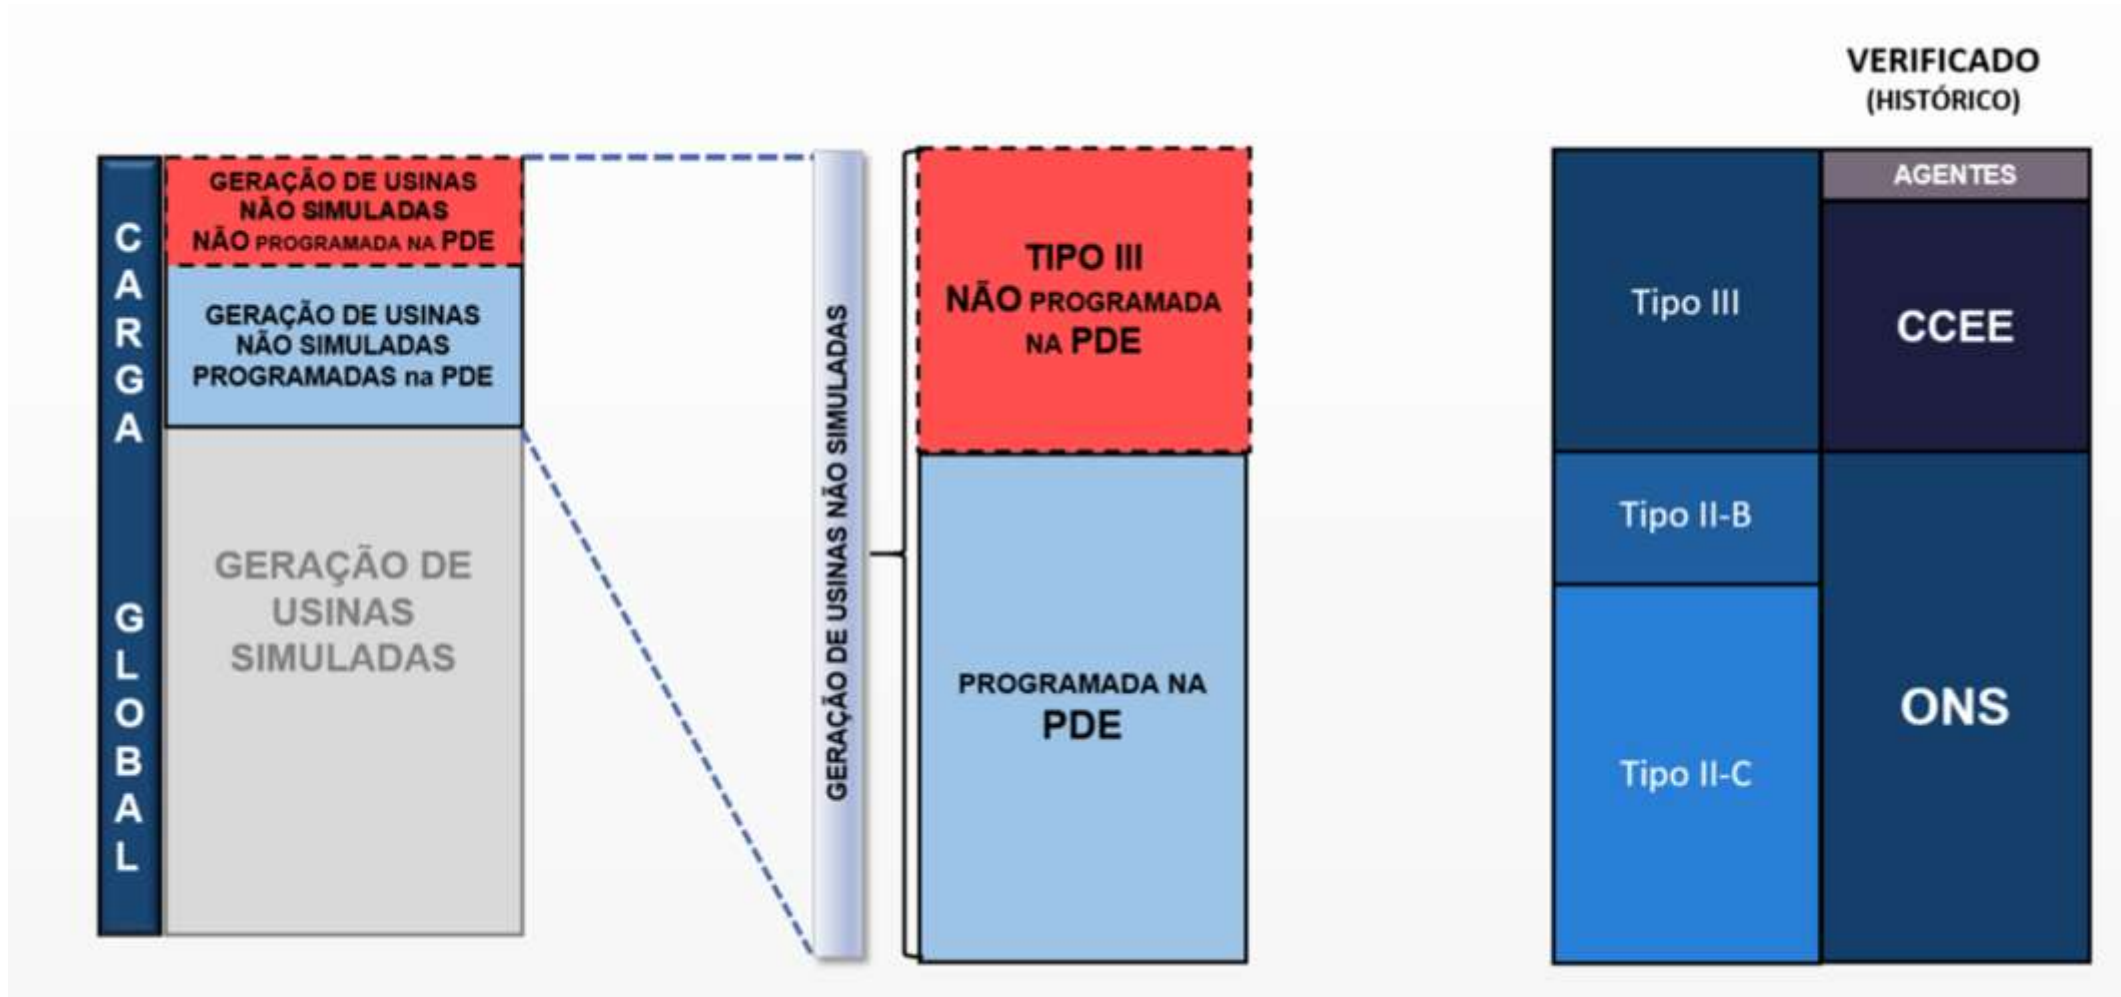 VERIFICADO
(HISTÓRICO)
CARGA GLOBAL
GERAÇÃO DE USINAS
NÃO SIMULADAS
NÃO PROGRAMADA NA PDE
GERAÇÃO DE USINAS
NÃO SIMULADAS
PROGRAMADAS na PDE
GERAÇÃO DE
USINAS
SIMULADAS
GERAÇÃO DE USINAS NÃO SIMULADAS
TIPO III
NÃO PROGRAMADA
NA PDE
PROGRAMADA NA
PDE
Tipo III
Tipo II-B
Tipo II-C
AGENTES
CCEE
ONS